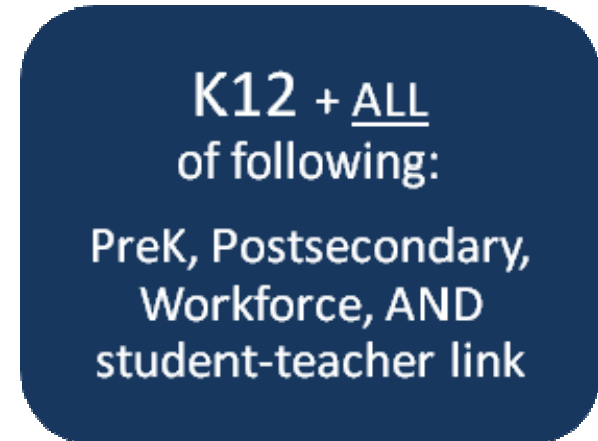 K12 + ALL
of following:
PreK, Postsecondary,
Workforce, AND
student-teacher link